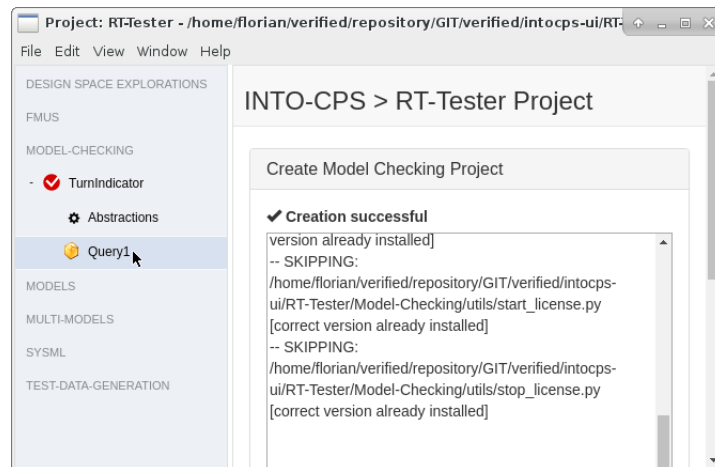 Project: RT-Tester - /home/florian/verified/repository/GIT/verified/intocps-ui/RT-
File Edit View Window Help
DESIGN SPACE EXPLORATIONS
FMUS
MODEL-CHECKING
- TurnIndicator
Abstractions
Query1
MODELS
MULTI-MODELS
SYSML
TEST-DATA-GENERATION
INTO-CPS > RT-Tester Project
Create Model Checking Project
Creation successful
version already installed]
-- SKIPPING:
/home/florian/verified/repository/GIT/verified/intocps-
ui/RT-Tester/Model-Checking/utils/start_license.py
[correct version already installed]
-- SKIPPING:
/home/florian/verified/repository/GIT/verified/intocps-
ui/RT-Tester/Model-Checking/utils/stop_license.py
[correct version already installed]